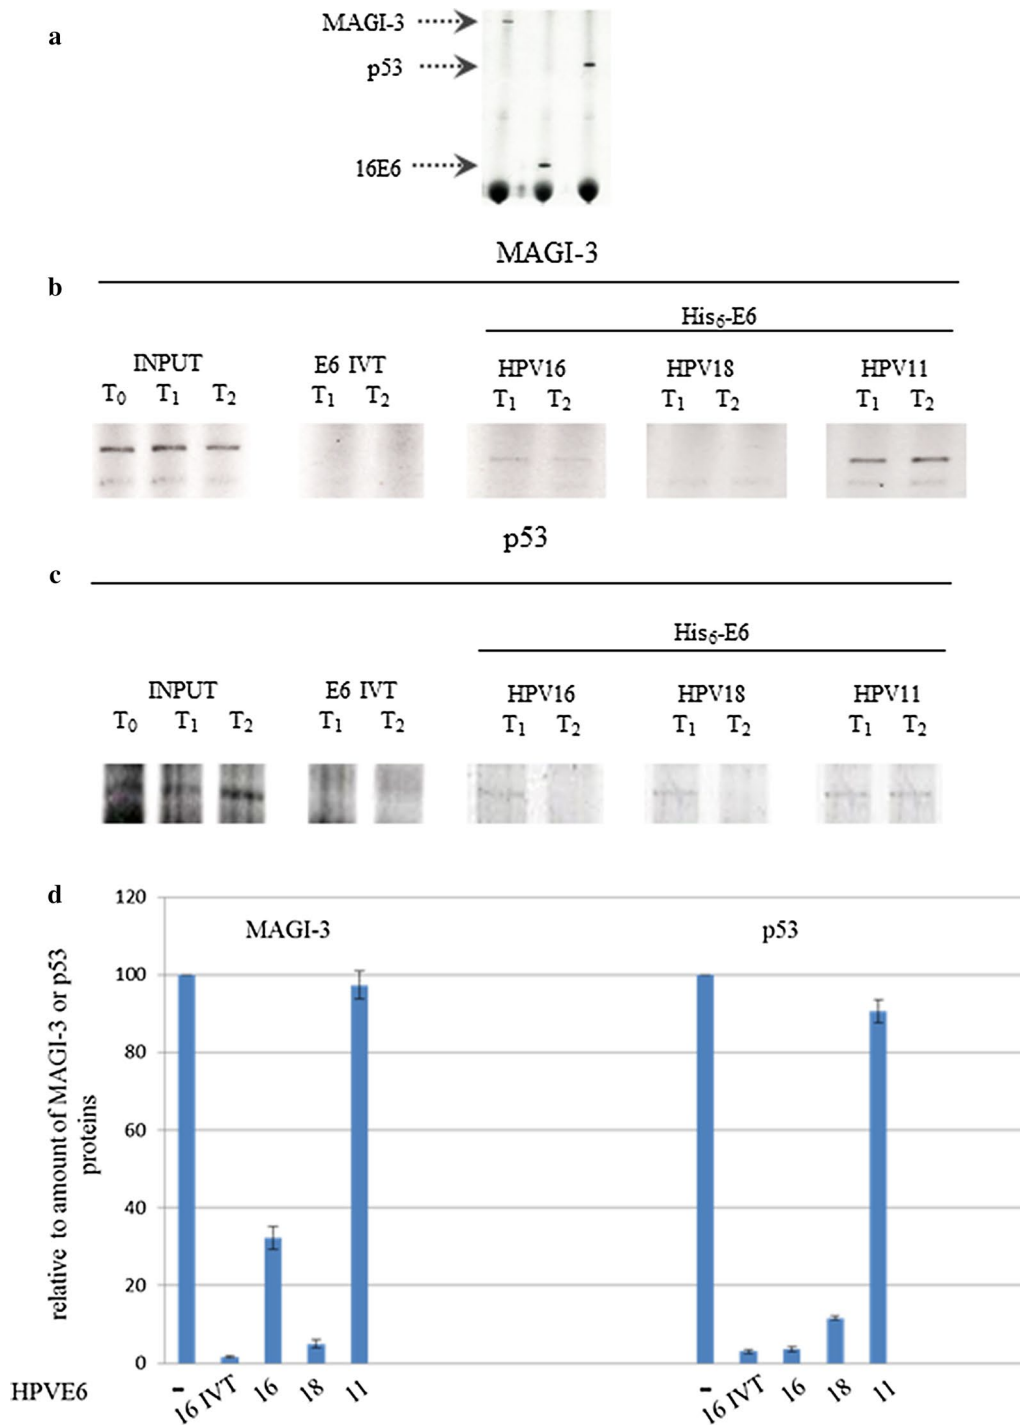 a
MAGI-3
p53
16E6
MAGI-3
b
His6-E6
INPUT E6 IVT HPV16 HPV18 HPV11
T0 T1 T2 T1 T2 T1 T2 T1 T2 T1 T2
p53
c
His6-E6
INPUT E6 IVT HPV16 HPV18 HPV11
T0 T1 T2 T1 T2 T1 T2 T1 T2 T1 T2
d
relative to amount of MAGI-3 or p53
proteins
120
100
80
60
40
20
0
MAGI-3 p53
HPVE6 - 16 IVT 16 18 11 - 16 IVT 16 18 11